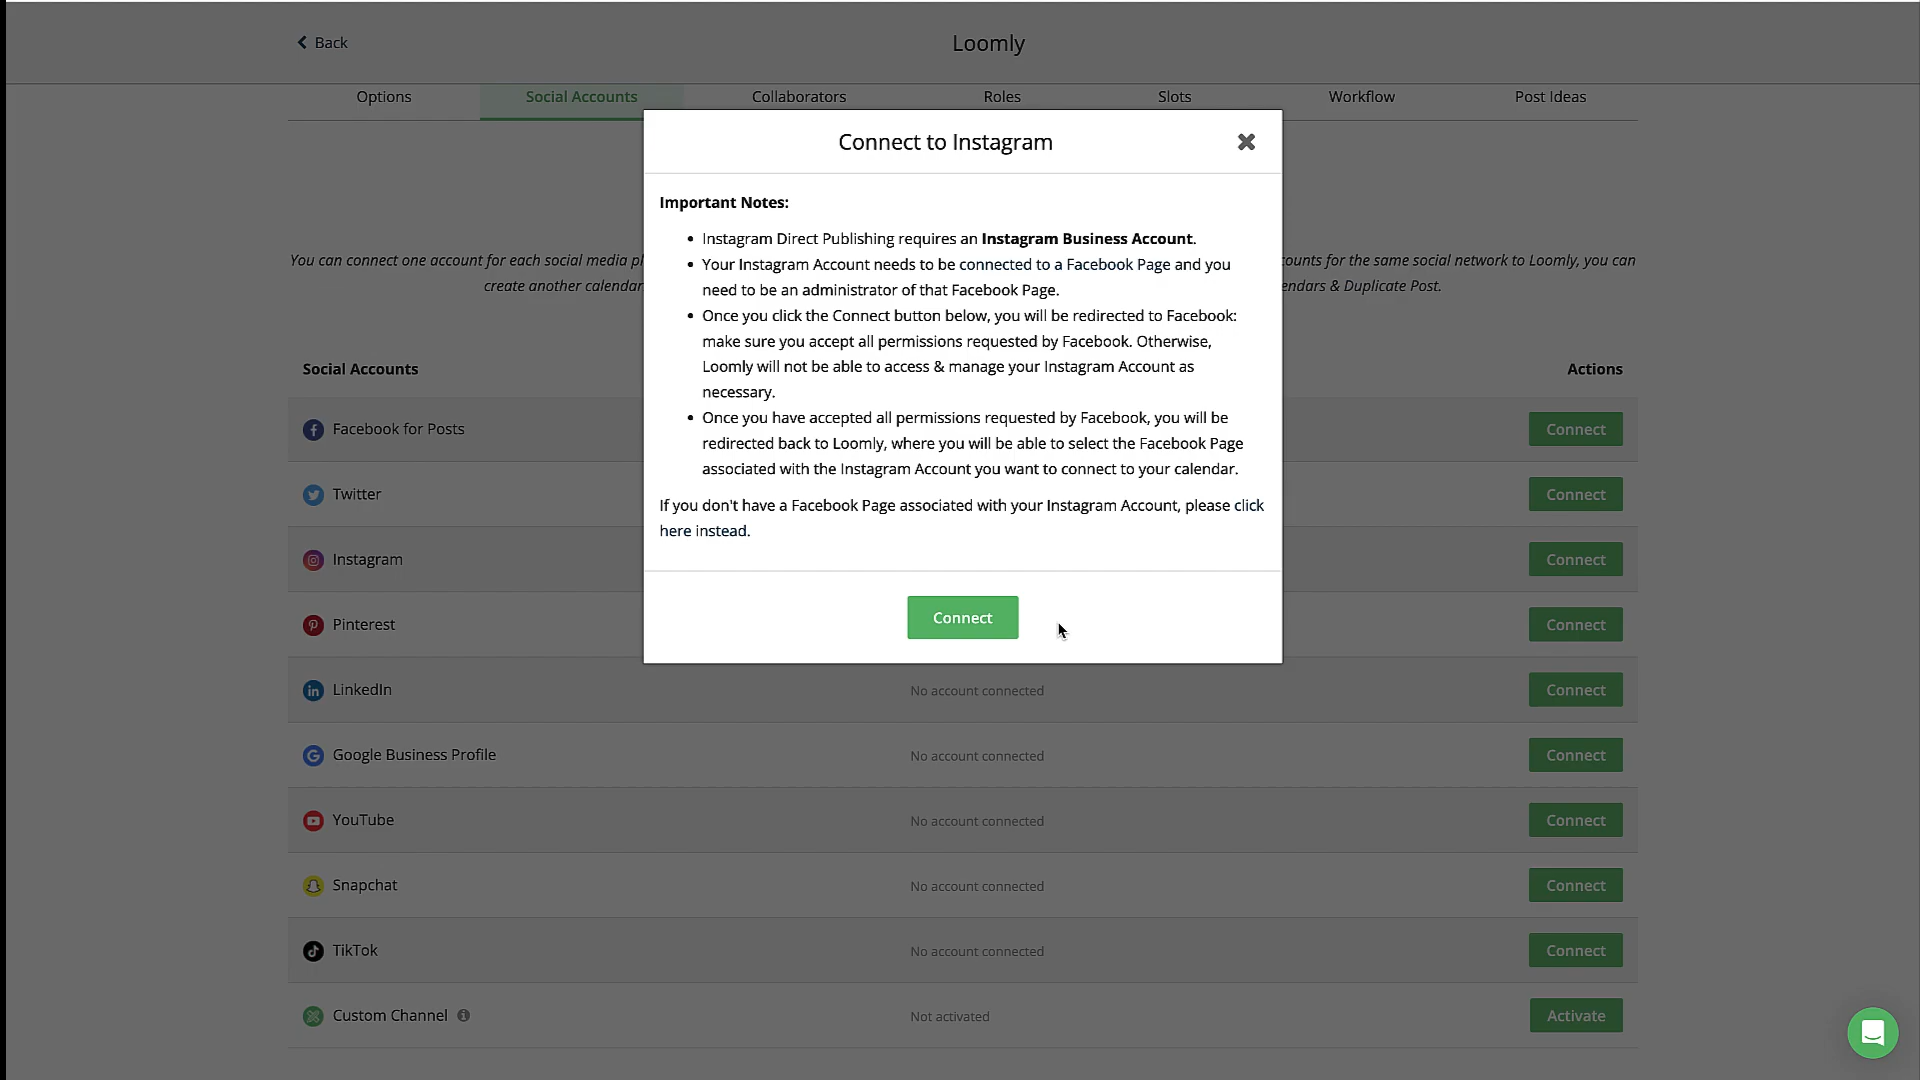 Back
Loomly
Options
Social Accounts
Collaborators
Roles
Slots
Workflow
Post Ideas
Connect to Instagram
Important Notes:
• Instagram Direct Publishing requires an Instagram Business Account.
• Your Instagram Account needs to be connected to a Facebook Page and you
need to be an administrator of that Facebook Page.
• Once you click the Connect button below, you will be redirected to Facebook:
make sure you accept all permissions requested by Facebook. Otherwise,
Loomly will not be able to access & manage your Instagram Account as
necessary.
• Once you have accepted all permissions requested by Facebook, you will be
redirected back to Loomly, where you will be able to select the Facebook Page
associated with the Instagram Account you want to connect to your calendar.
If you don't have a Facebook Page associated with your Instagram Account, please click
here instead.
Connect
You can connect one account for each social media counts for the same social network to Loomly, you can
create another calendar & Duplicate Post.
Social Accounts
Actions
Facebook for Posts
Connect
Twitter
Connect
Instagram
Connect
Pinterest
Connect
LinkedIn
No account connected
Connect
Google Business Profile
No account connected
Connect
YouTube
No account connected
Connect
Snapchat
No account connected
Connect
TikTok
No account connected
Connect
Custom Channel
Not activated
Activate